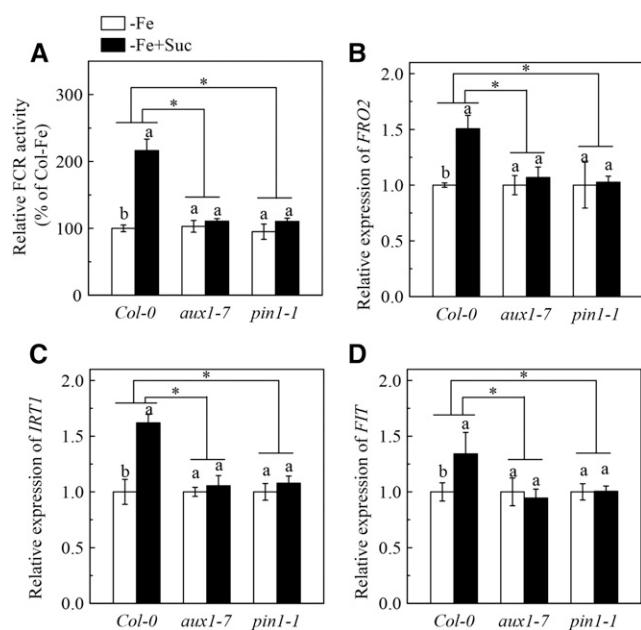 -Fe
-Fe+Suc
A
Relative FCR activity
(% of Col-Fe)
300
200
100
0
*
*
b
a
a
a
a
a
Col-0
aux1-7
pin1-1
B
Relative expression of FRO2
2.0
1.5
1.0
0.5
0.0
*
*
b
a
a
a
a
a
Col-0
aux1-7
pin1-1
C
Relative expression of IRT1
2.0
1.5
1.0
0.5
0.0
*
*
b
a
a
a
a
a
Col-0
aux1-7
pin1-1
D
Relative expression of FIT
2.0
1.5
1.0
0.5
0.0
*
*
b
a
a
a
a
a
Col-0
aux1-7
pin1-1